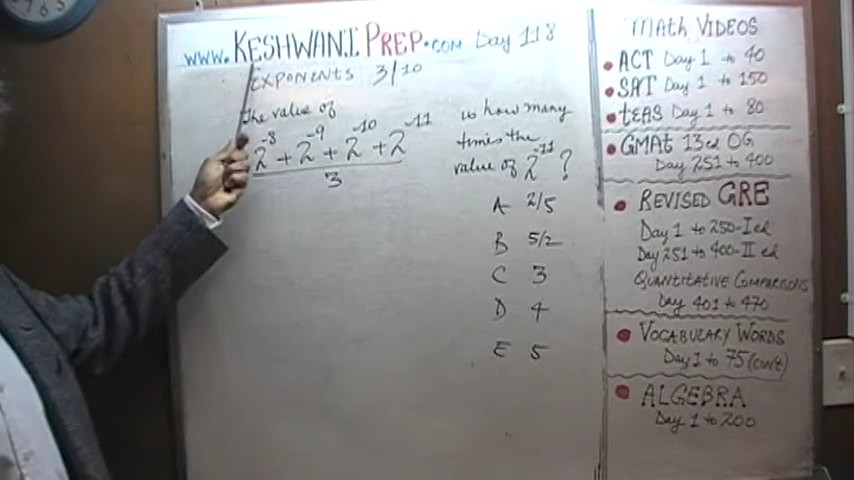 www.KESHWANI PREP.COM Day 118
EXPONENTS 3/10
The value of
2^-8 + 2^-9 + 2^-10 + 2^-11
3
is how many
times the
value of 2^-11 ?
A 2/5
B 5/2
C 3
D 4
E 5
MATH VIDEOS
ACT Day 1 to 40
SAT Day 1 to 150
tEAS Day 1 to 80
GMAt 13ed OG
Day 251 to 400
REVISED GRE
Day 1 to 250-I ed
Day 251 to 400-II ed
QUANTITATIVE COMPARISONS
Day 401 to 470
VOCABULARY WORDS
Day 1 to 75 (con't)
ALGEBRA
Day 1 to 200